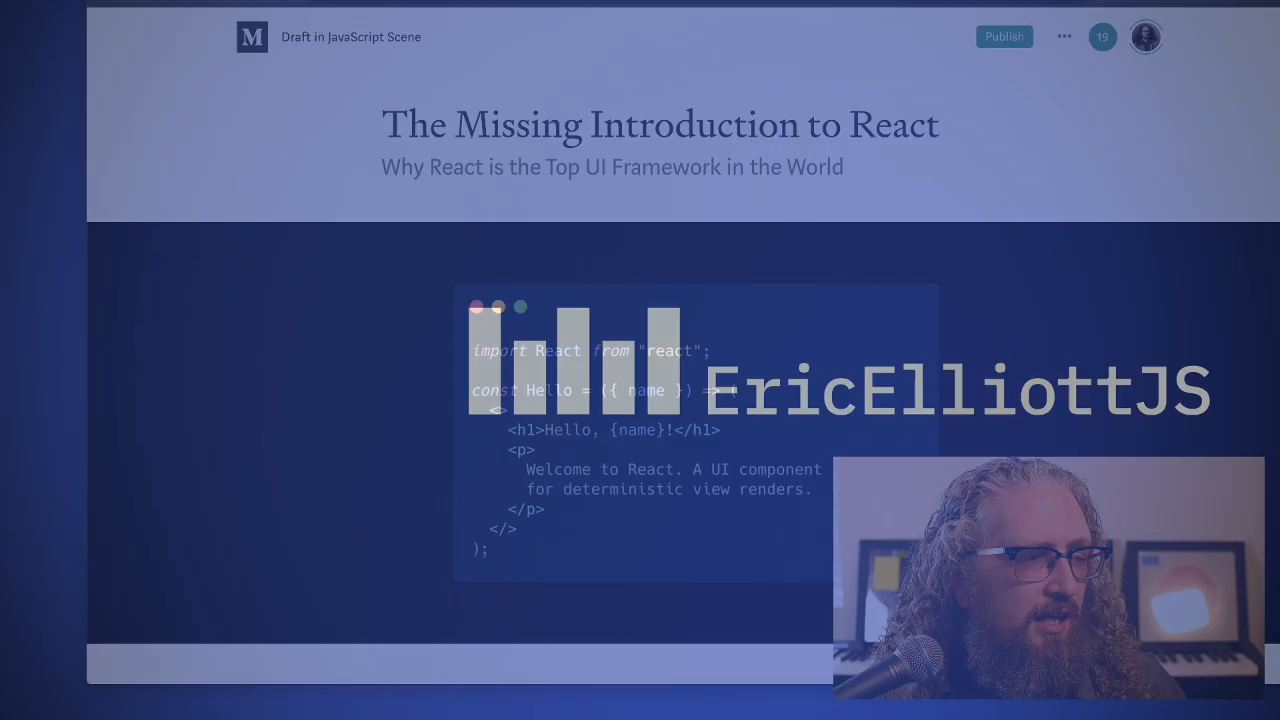 M
Draft in JavaScript Scene
Publish
•••
19
The Missing Introduction to React
Why React is the Top UI Framework in the World
import React from "react";
const Hello = ({ name }) => (
<>
<h1>Hello, {name}!</h1>
<p>
Welcome to React. A UI component
for deterministic view renders.
</p>
</>
);
EricElliottJS